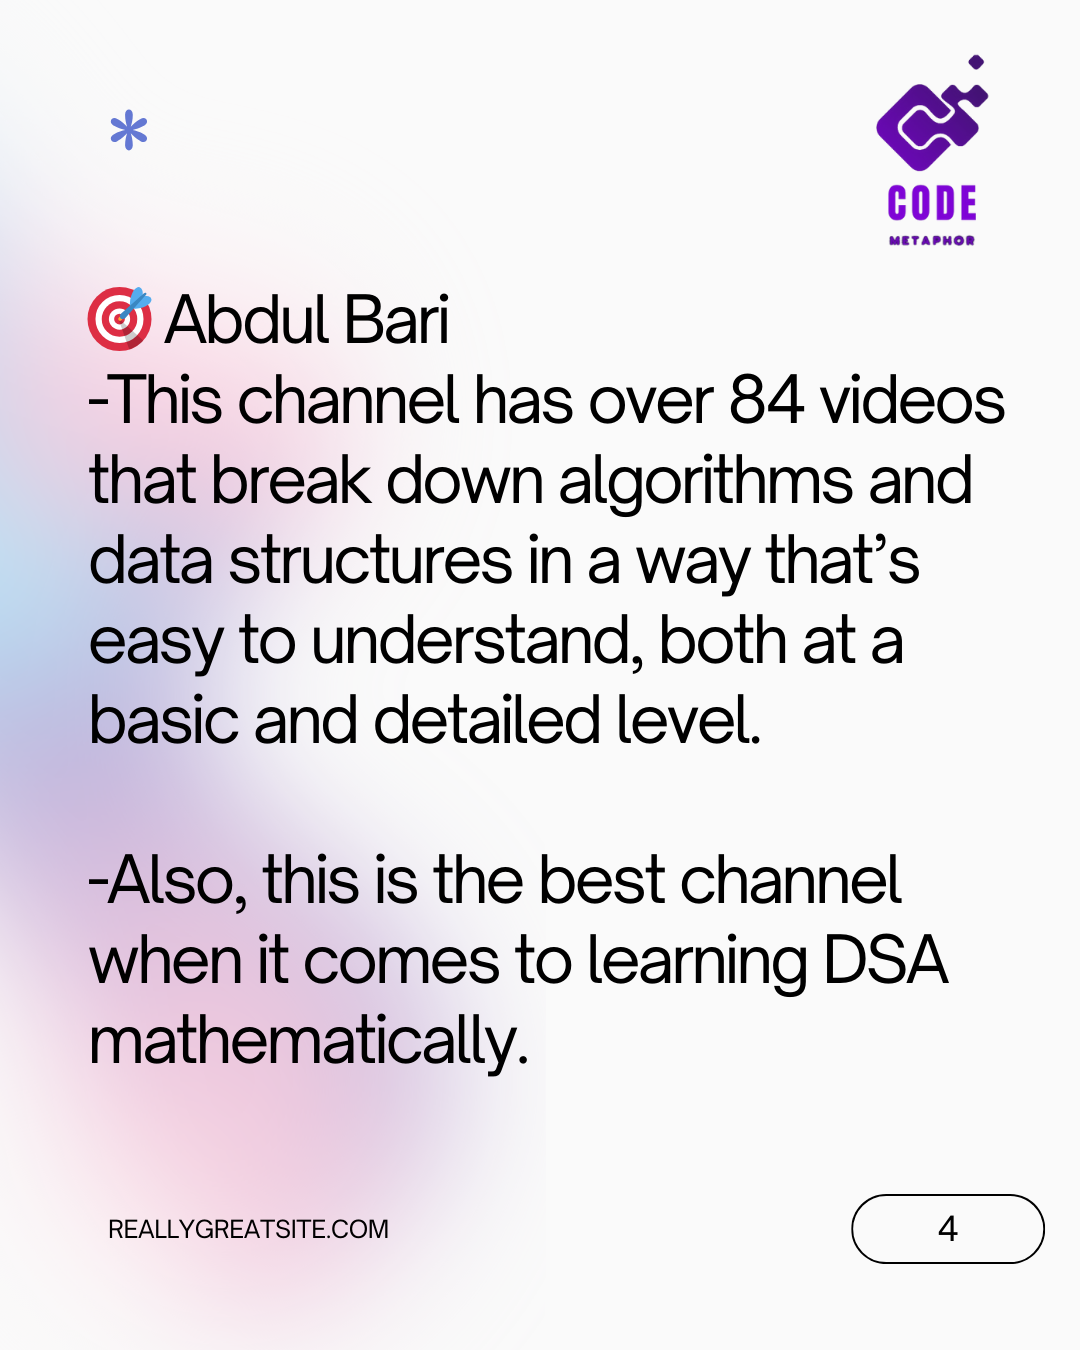 CODE
METAPHOR
🎯 Abdul Bari
-This channel has over 84 videos
that break down algorithms and
data structures in a way that’s
easy to understand, both at a
basic and detailed level.
-Also, this is the best channel
when it comes to learning DSA
mathematically.
REALLYGREATSITE.COM
4